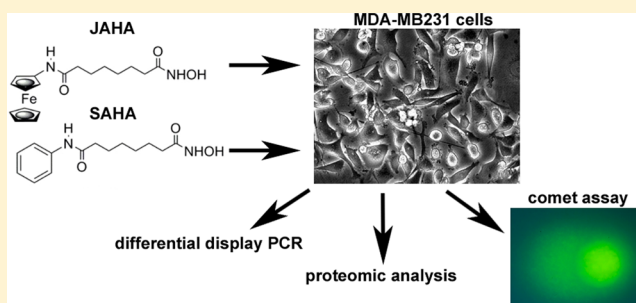 JAHA
MDA-MB231 cells
H
N
O
O
NHOH
Fe
SAHA
H
N
O
O
NHOH
comet assay
differential display PCR
proteomic analysis